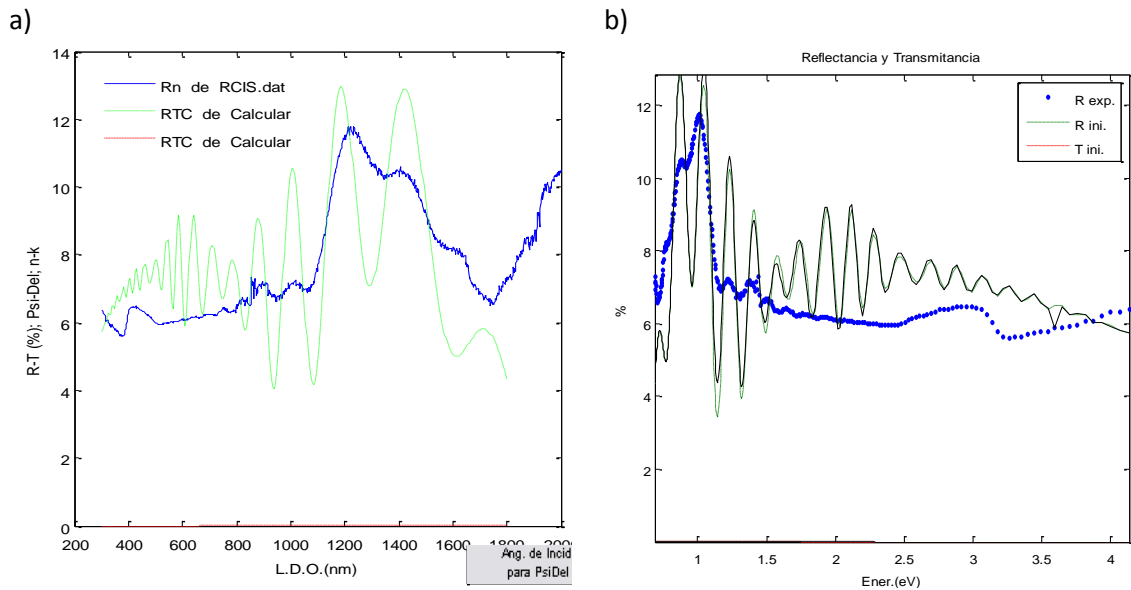 a)
14
12
10
8
6
4
2
0
R-T (%); Psi-Del; n-k
Rn de RCIS.dat
RTC de Calcular
RTC de Calcular
200 400 600 800 1000 1200 1400 1600 1800 2000
L.D.O.(nm)
Ang. de Incid
para PsiDel
b)
Reflectancia y Transmitancia
12
10
8
6
4
2
%
R exp.
R ini.
T ini.
1 1.5 2 2.5 3 3.5 4
Ener.(eV)